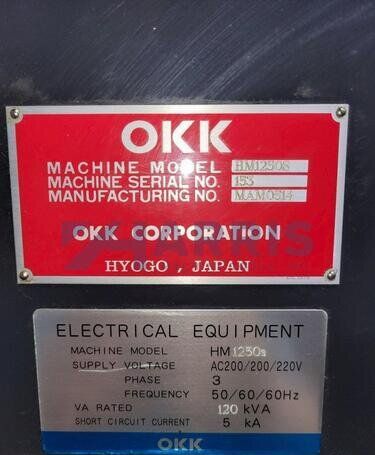 OKK
MACHINE MODEL HM1250S
MACHINE SERIAL NO. 153
MANUFACTURING NO. MAM0514
HARRIS
OKK CORPORATION
HYOGO , JAPAN
ELECTRICAL EQUIPMENT
MACHINE MODEL HM1250s
SUPPLY VOLTAGE AC200/200/220V
PHASE 3
FREQUENCY 50/60/60Hz
VA RATED 120 kVA
SHORT CIRCUIT CURRENT 5 kA
OKK